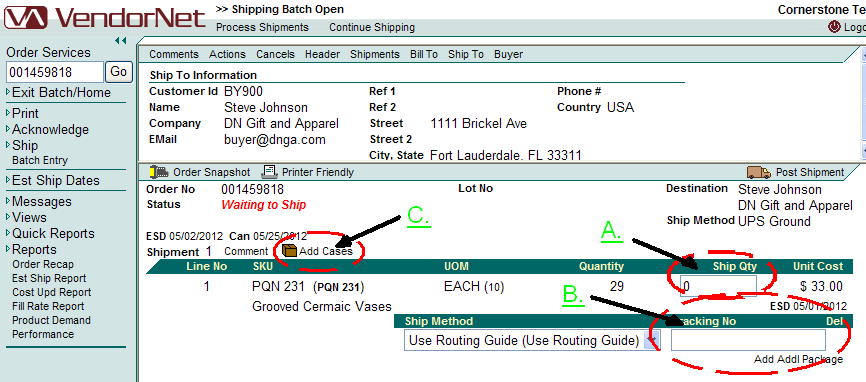 VA VendorNet
>> Shipping Batch Open
Cornerstone Te
Process Shipments Continue Shipping
Logo
Order Services
001459818 Go
Exit Batch/Home
Print
Acknowledge
Ship
Batch Entry
Est Ship Dates
Messages
Views
Quick Reports
Reports
Order Recap
Est Ship Report
Cost Upd Report
Fill Rate Report
Product Demand
Performance
Comments Actions Cancels Header Shipments Bill To Ship To Buyer
Ship To Information
Customer Id BY900 Ref 1 Phone #
Name Steve Johnson Ref 2 Country USA
Company DN Gift and Apparel Street 1111 Brickel Ave
EMail buyer@dnga.com Street 2
City, State Fort Lauderdale, FL 33311
Order Snapshot Printer Friendly Post Shipment
Order No 001459818 Lot No Destination Steve Johnson
Status Waiting to Ship DN Gift and Apparel
Ship Method UPS Ground
C.
A.
ESD 05/02/2012 Can 05/25/2012
Shipment 1 Comment Add Cases
Line No SKU UOM Quantity Ship Qty Unit Cost
1 PQN 231 (PQN 231) EACH (10) 29 0 $ 33.00
B.
Grooved Cermaic Vases ESD 05/01/2012
Ship Method Tracking No Del
Use Routing Guide (Use Routing Guide)
Add Addl Package